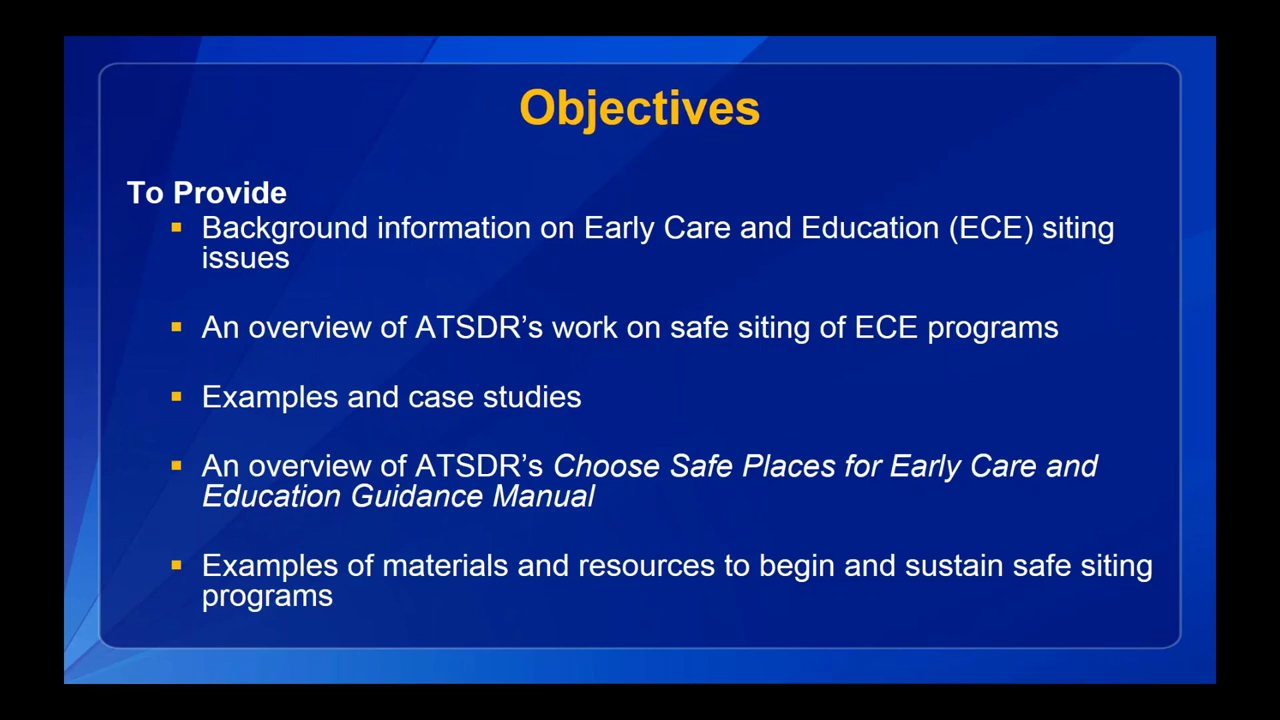 Objectives
To Provide
▪ Background information on Early Care and Education (ECE) siting
issues
▪ An overview of ATSDR’s work on safe siting of ECE programs
▪ Examples and case studies
▪ An overview of ATSDR’s Choose Safe Places for Early Care and
Education Guidance Manual
▪ Examples of materials and resources to begin and sustain safe siting
programs